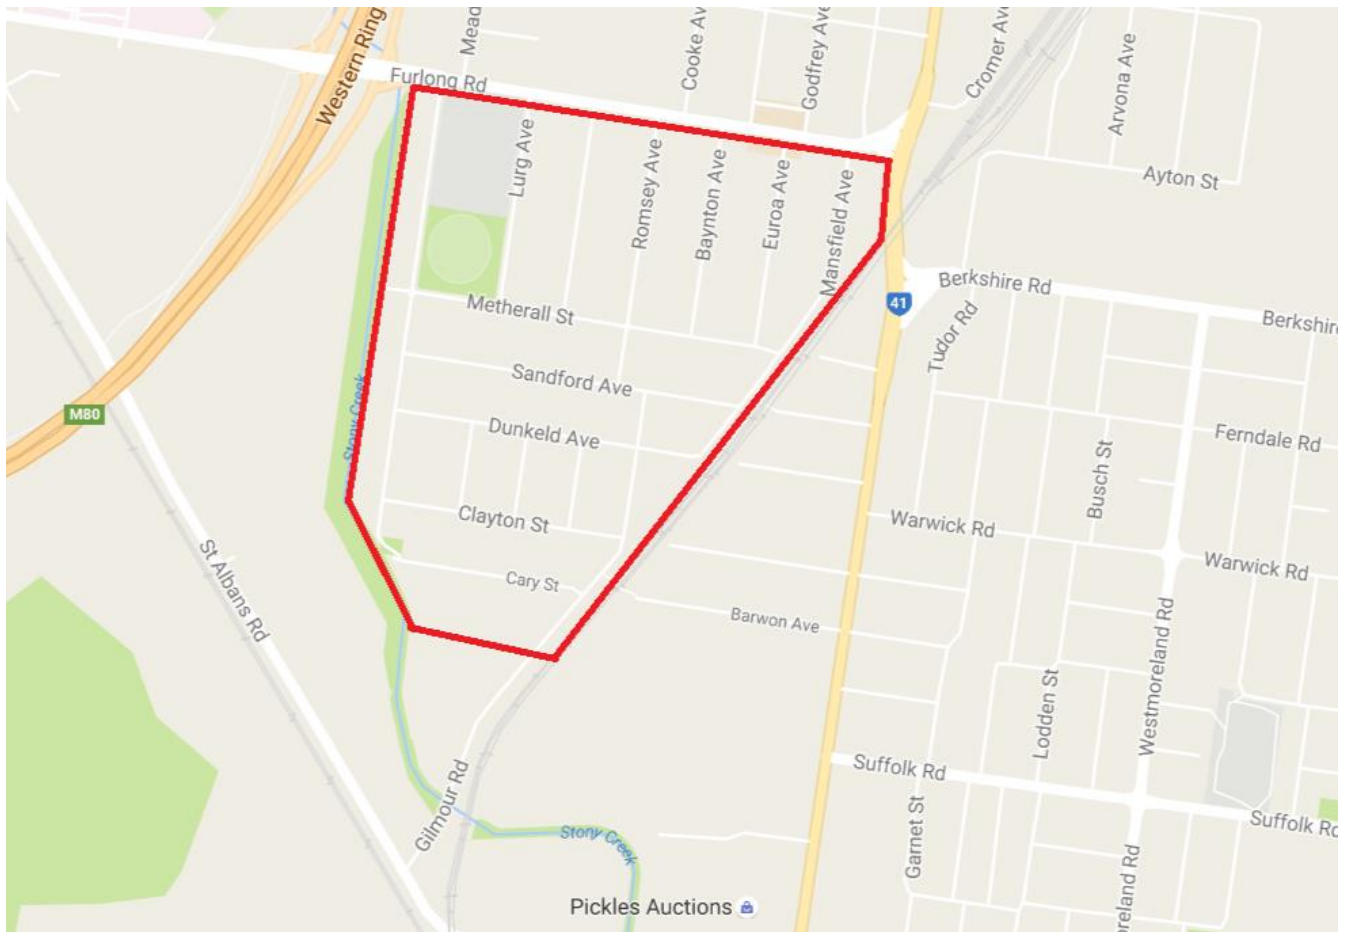 Mead
Cooke Av
Godfrey Ave
Cromer Ave
Western Ring
Furlong Rd
Arvona Ave
Lurg Ave
Romsey Ave
Baynton Ave
Euroa Ave
Mansfield Ave
Ayton St
Berkshire Rd
Berkshire
Metherall St
41
Tudor Rd
Sandford Ave
M80
Stony Creek
Dunkeld Ave
Ferndale Rd
Busch St
Clayton St
Warwick Rd
Warwick Rd
St Albans Rd
Cary St
Barwon Ave
Westmoreland Rd
Lodden St
Suffolk Rd
Gilmour Rd
Garnet St
Suffolk Rd
Stony Creek
oreland Rd
Pickles Auctions